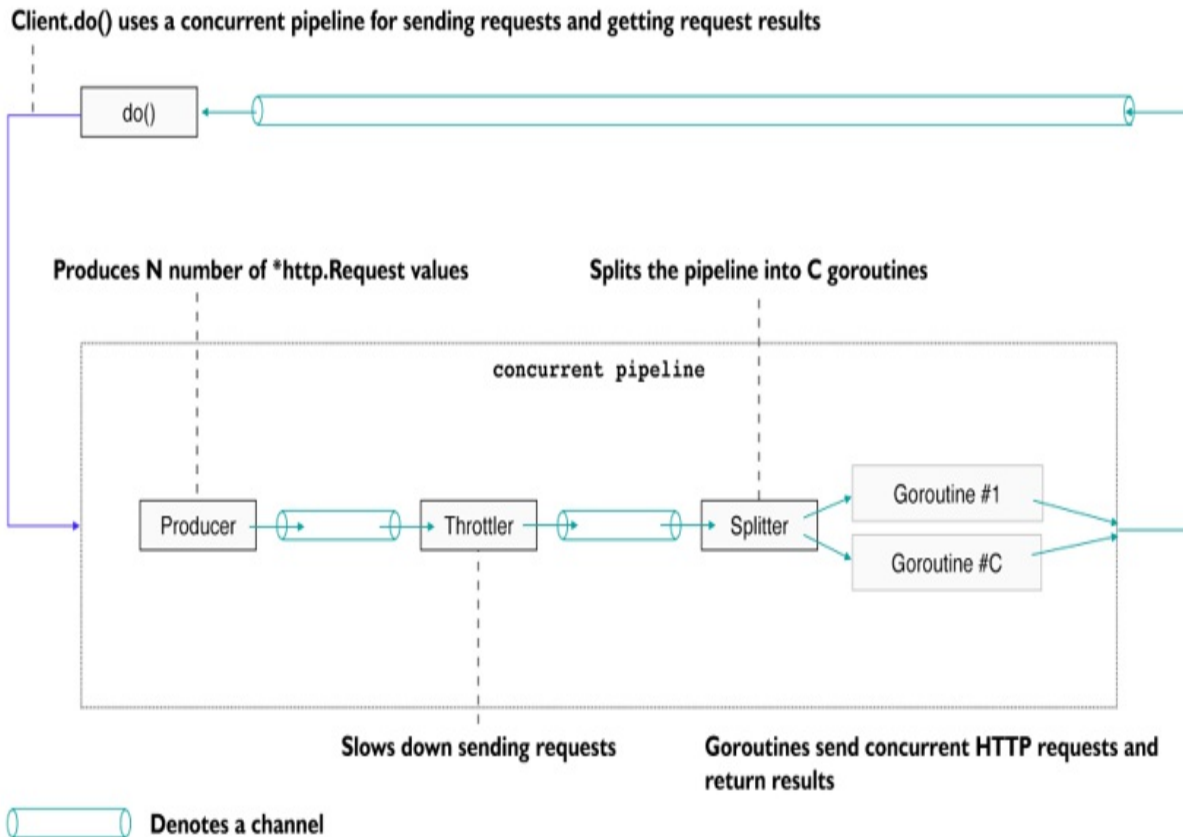 Client.do() uses a concurrent pipeline for sending requests and getting request results
do()
Produces N number of *http.Request values
Splits the pipeline into C goroutines
concurrent pipeline
Producer
Throttler
Splitter
Goroutine #1
Goroutine #C
Slows down sending requests
Goroutines send concurrent HTTP requests and
return results
Denotes a channel